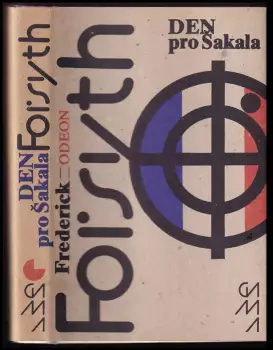 Forsyth
DEN
pro Šakala
GAMA
DEN
pro Šakala
Forsyth
Frederick
ODEON
GAMA